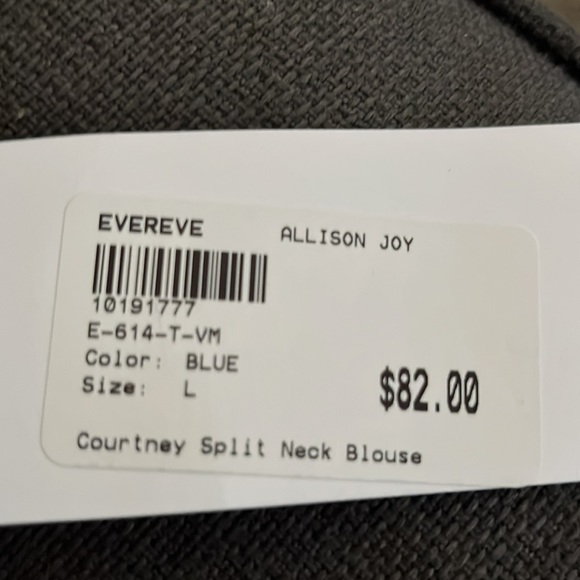 EVEREVE ALLISON JOY
10191777
E-614-T-VM
Color: BLUE
Size: L
$82.00
Courtney Split Neck Blouse